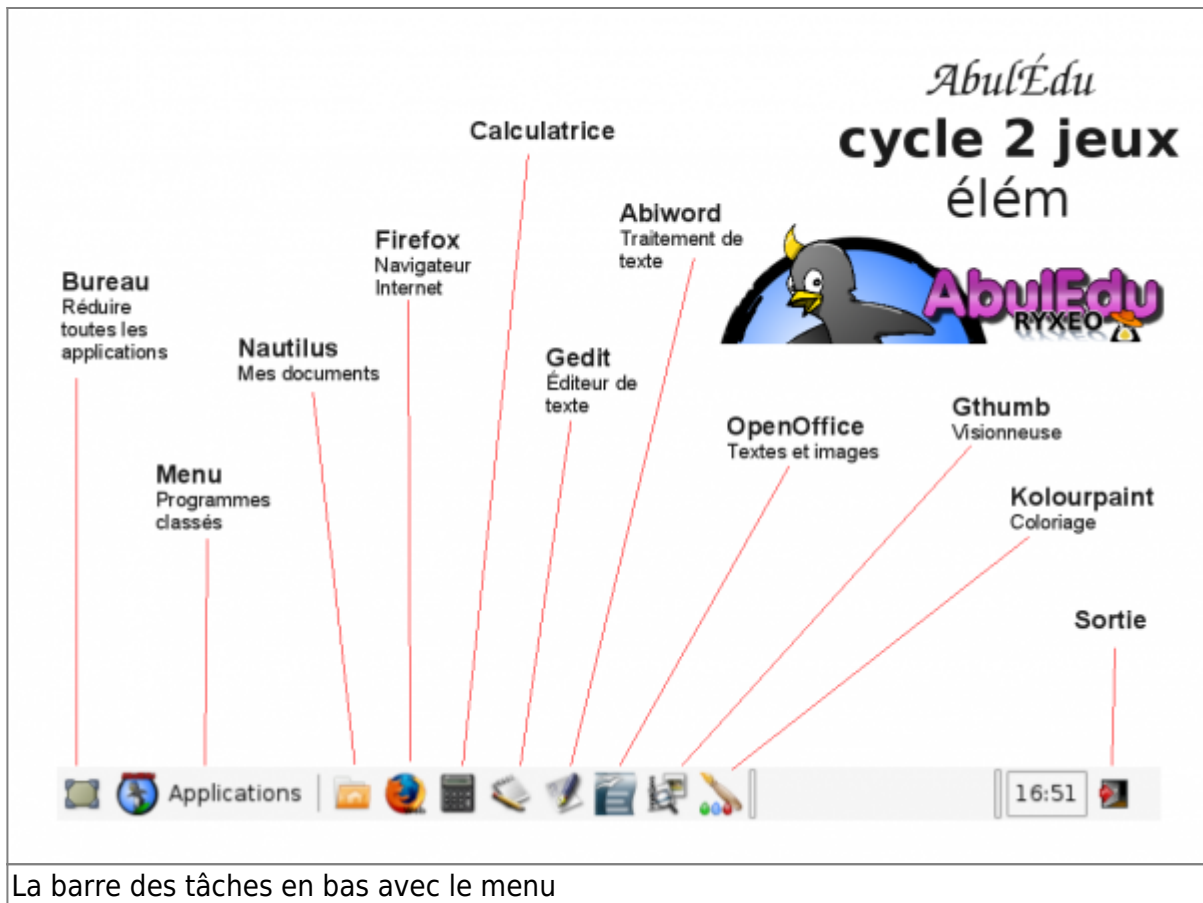 AbulÉdu
cycle 2 jeux
élém
AbulEdu
RYXEO
Calculatrice
Abiword
Traitement de
texte
Firefox
Navigateur
Internet
Bureau
Réduire
toutes les
applications
Nautilus
Mes documents
Gedit
Éditeur de
texte
OpenOffice
Textes et images
Gthumb
Visionneuse
Menu
Programmes
classés
Kolourpaint
Coloriage
Sortie
Applications
16:51
La barre des tâches en bas avec le menu